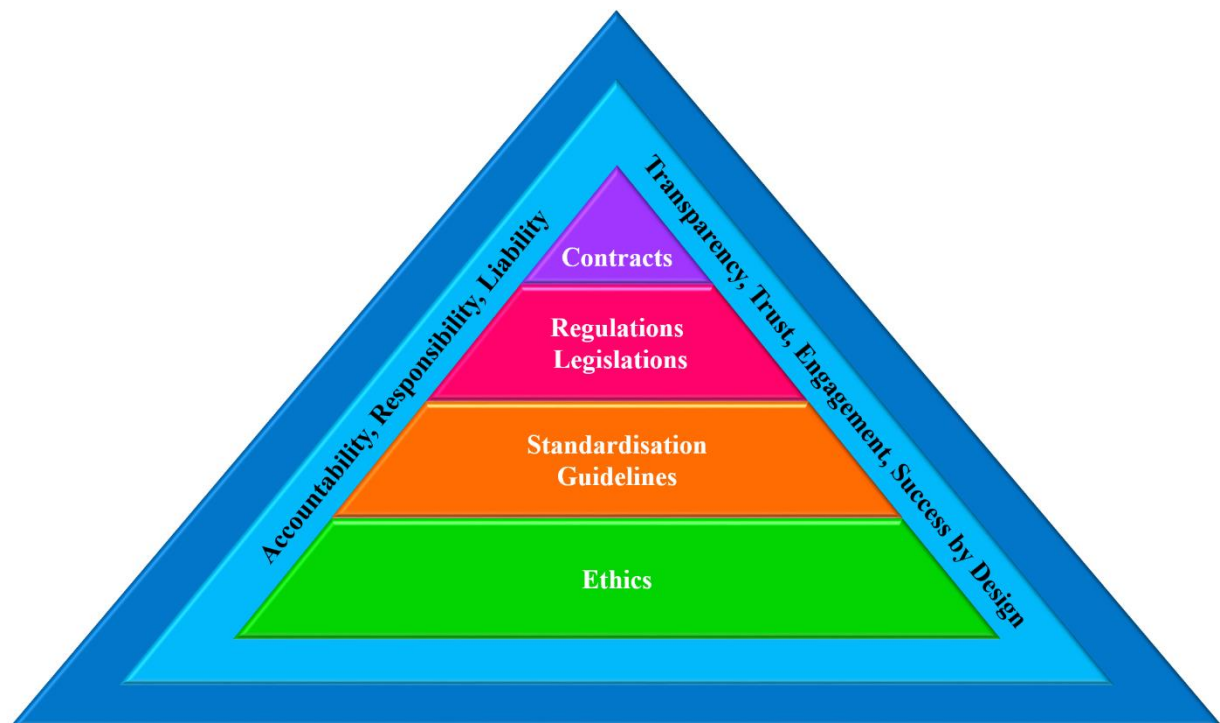 Accountability, Responsibility, Liability
Transparency, Trust, Engagement, Success by Design
Contracts
Regulations
Legislations
Standardisation
Guidelines
Ethics